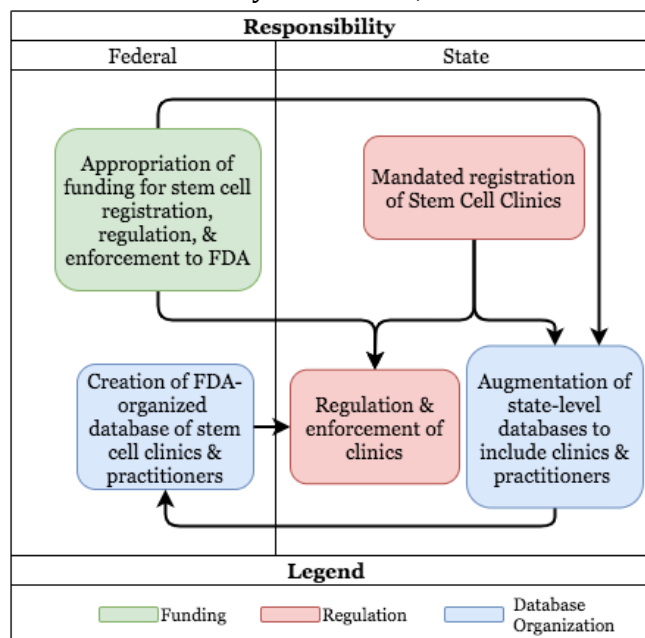 Responsibility
Federal
State
Appropriation of
funding for stem cell
registration,
regulation, &
enforcement to FDA
Mandated registration
of Stem Cell Clinics
Creation of FDA-
organized
database of stem
cell clinics &
practitioners
Regulation &
enforcement of
clinics
Augmentation of
state-level
databases to
include clinics &
practitioners
Legend
Funding
Regulation
Database
Organization